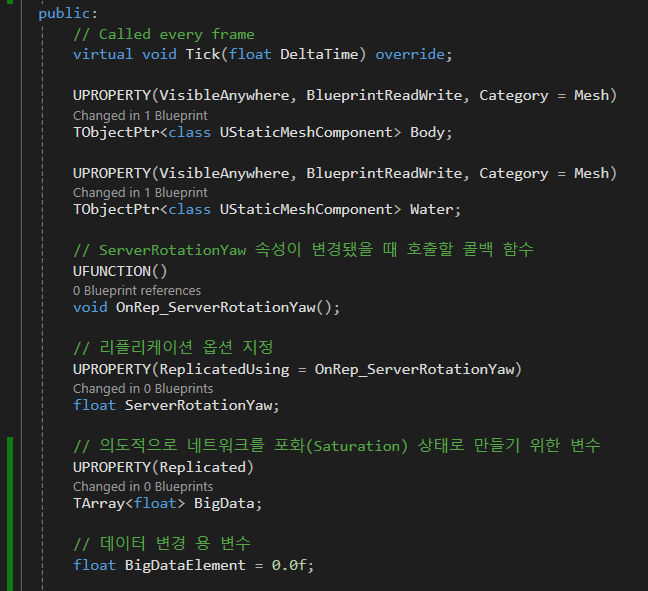 public:
// Called every frame
virtual void Tick(float DeltaTime) override;
UPROPERTY(VisibleAnywhere, BlueprintReadWrite, Category = Mesh)
Changed in 1 Blueprint
TObjectPtr<class UStaticMeshComponent> Body;
UPROPERTY(VisibleAnywhere, BlueprintReadWrite, Category = Mesh)
Changed in 1 Blueprint
TObjectPtr<class UStaticMeshComponent> Water;
// ServerRotationYaw 속성이 변경됐을 때 호출할 콜백 함수
UFUNCTION()
0 Blueprint references
void OnRep_ServerRotationYaw();
// 리플리케이션 옵션 지정
UPROPERTY(ReplicatedUsing = OnRep_ServerRotationYaw)
Changed in 0 Blueprints
float ServerRotationYaw;
// 의도적으로 네트워크를 포화(Saturation) 상태로 만들기 위한 변수
UPROPERTY(Replicated)
Changed in 0 Blueprints
TArray<float> BigData;
// 데이터 변경 용 변수
float BigDataElement = 0.0f;